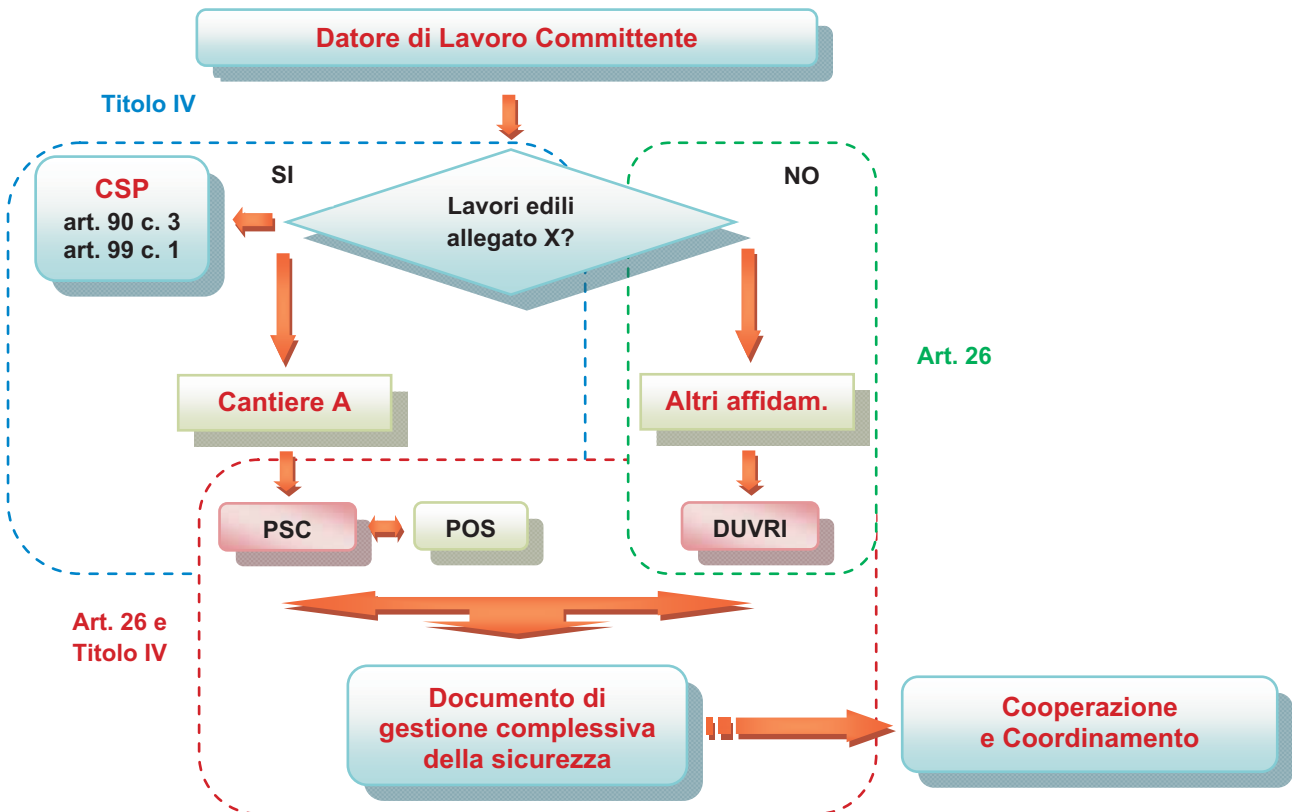 Datore di Lavoro Committente
Titolo IV
SI
NO
CSP
art. 90 c. 3
art. 99 c. 1
Lavori edili
allegato X?
Art. 26
Cantiere A
Altri affidam.
PSC
POS
DUVRI
Art. 26 e
Titolo IV
Documento di
gestione complessiva
della sicurezza
Cooperazione
e Coordinamento